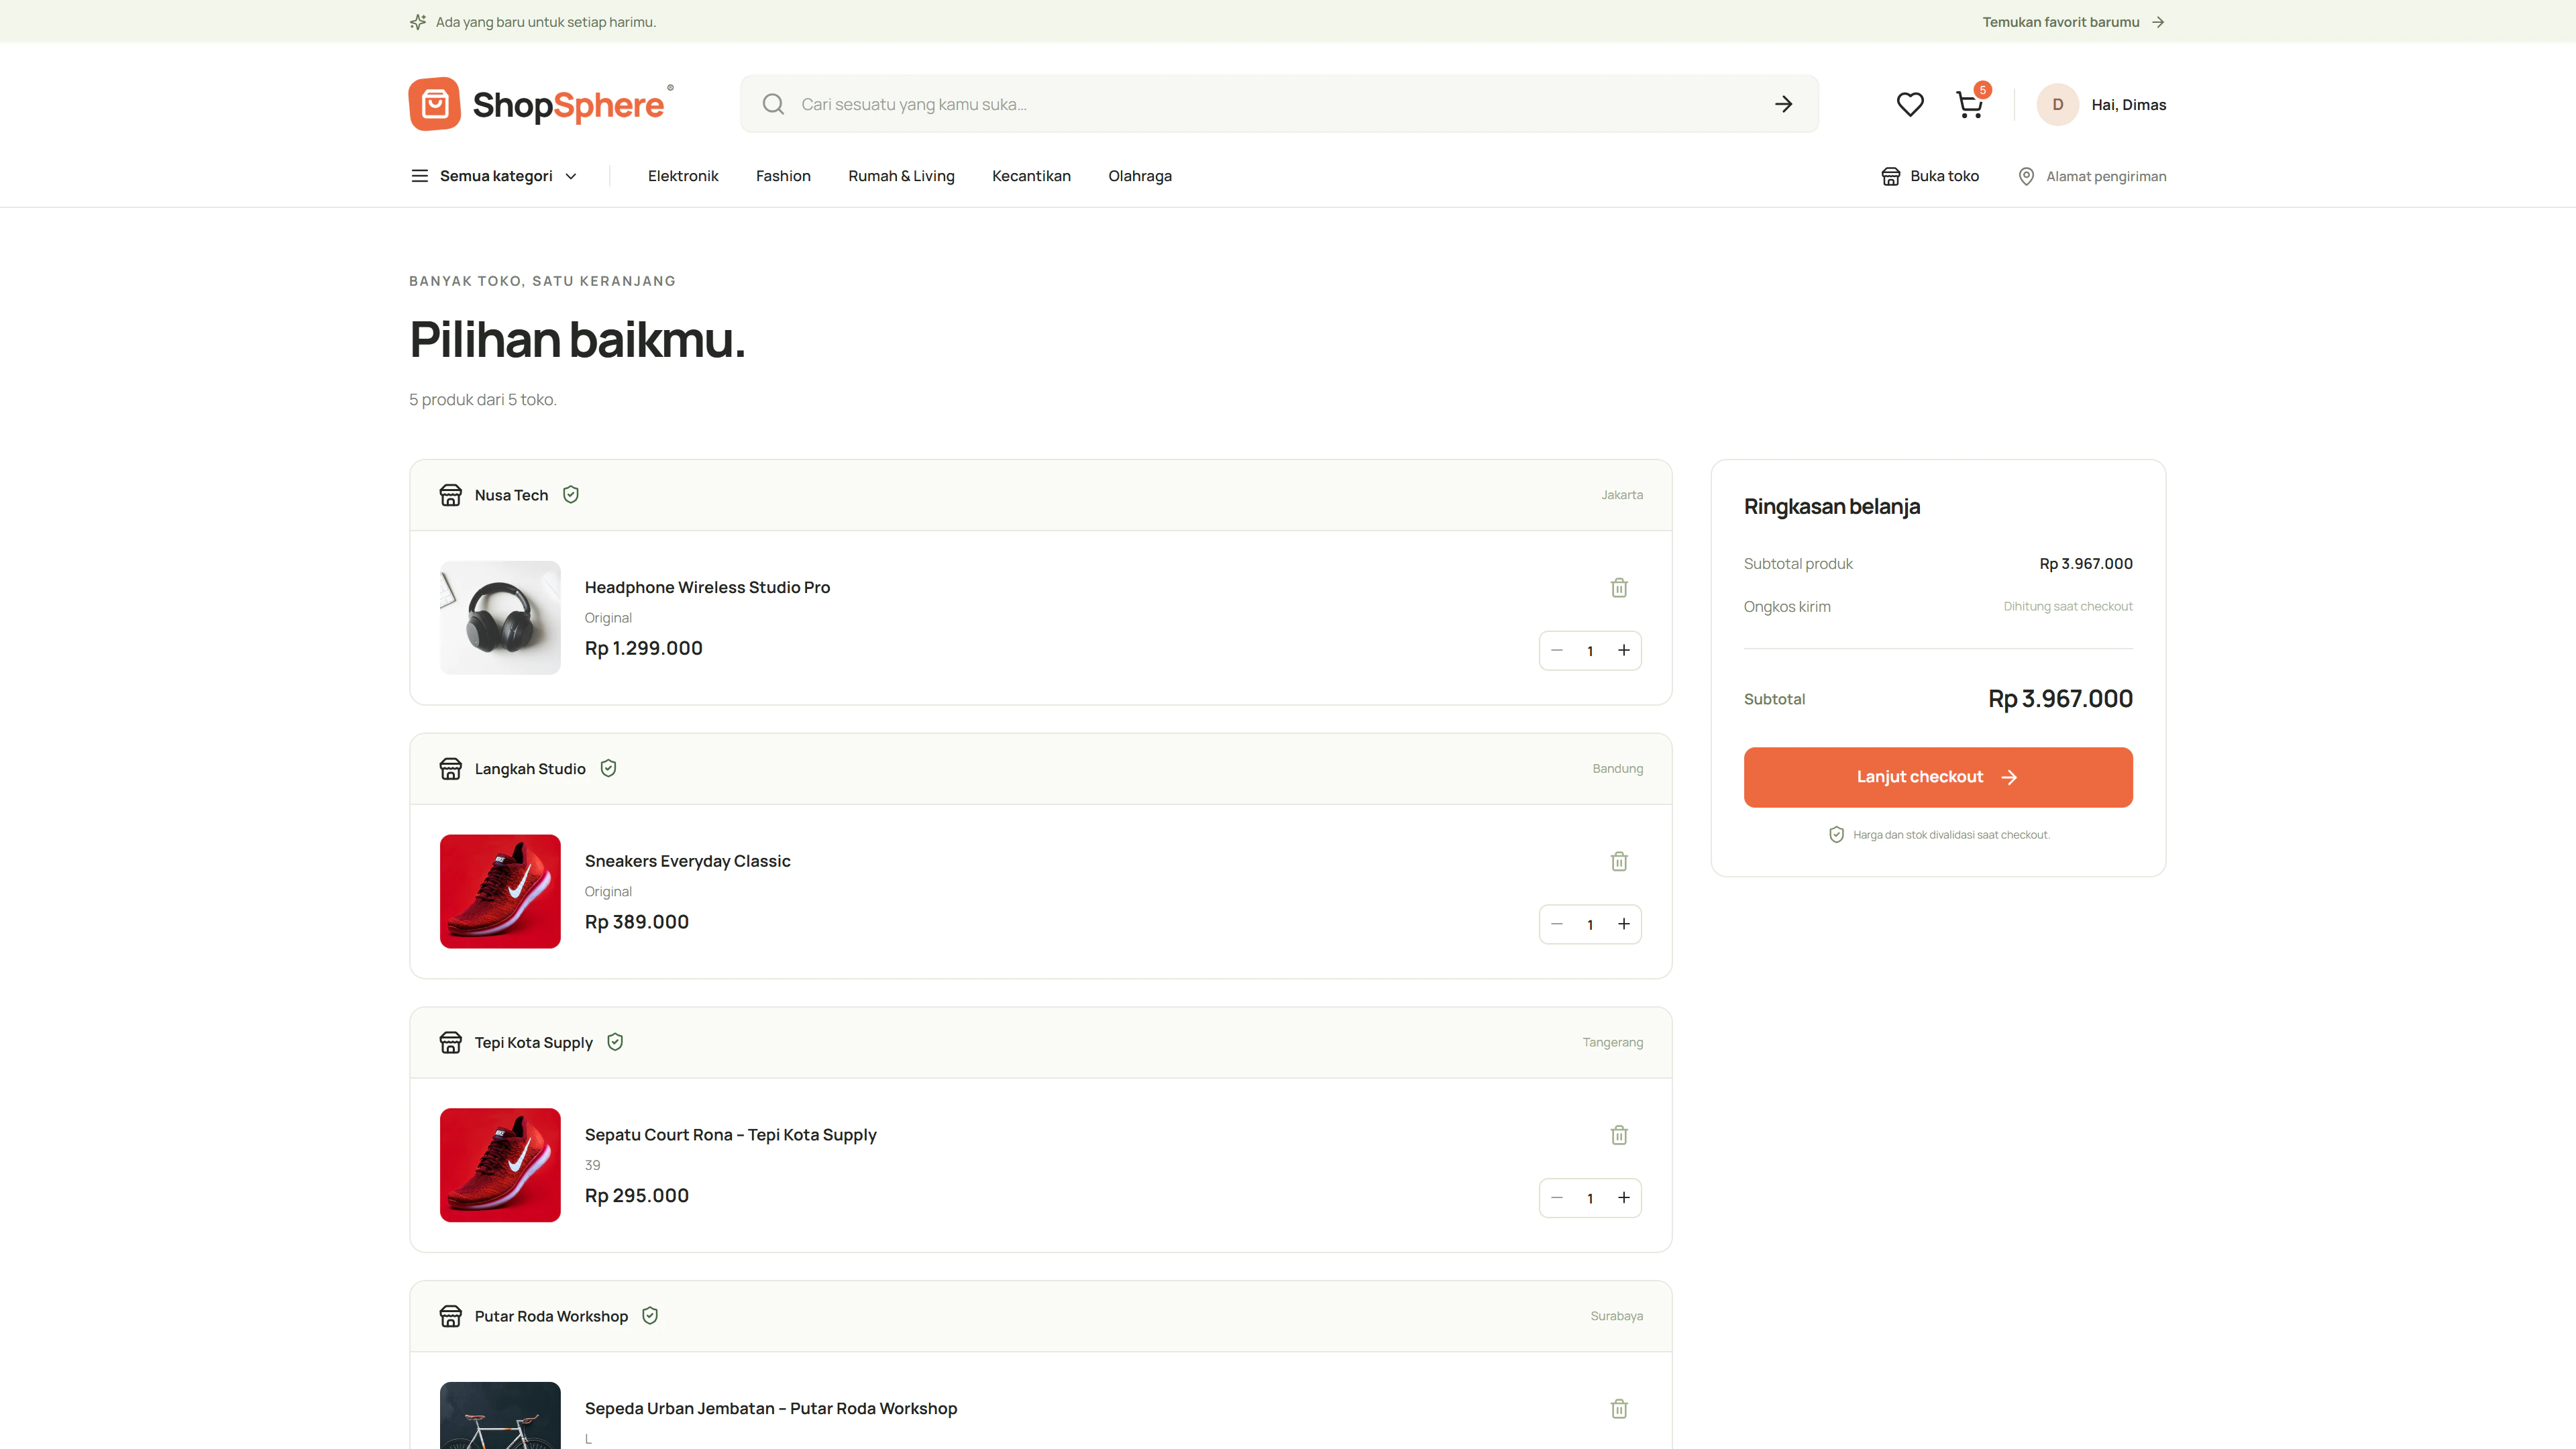 Ada yang baru untuk setiap harimu.
Temukan favorit barumu
ShopSphere
Cari sesuatu yang kamu suka...
5
D
Hai, Dimas
Semua kategori
Elektronik
Fashion
Rumah & Living
Kecantikan
Olahraga
Buka toko
Alamat pengiriman
BANYAK TOKO, SATU KERANJANG
Pilihan baikmu.
5 produk dari 5 toko.
Nusa Tech
Jakarta
Headphone Wireless Studio Pro
Original
Rp 1.299.000
1
Langkah Studio
Bandung
Sneakers Everyday Classic
Original
Rp 389.000
1
Tepi Kota Supply
Tangerang
Sepatu Court Rona – Tepi Kota Supply
39
Rp 295.000
1
Putar Roda Workshop
Surabaya
Sepeda Urban Jembatan – Putar Roda Workshop
L
Ringkasan belanja
Subtotal produk
Rp 3.967.000
Ongkos kirim
Dihitung saat checkout
Subtotal
Rp 3.967.000
Lanjut checkout
Harga dan stok divalidasi saat checkout.